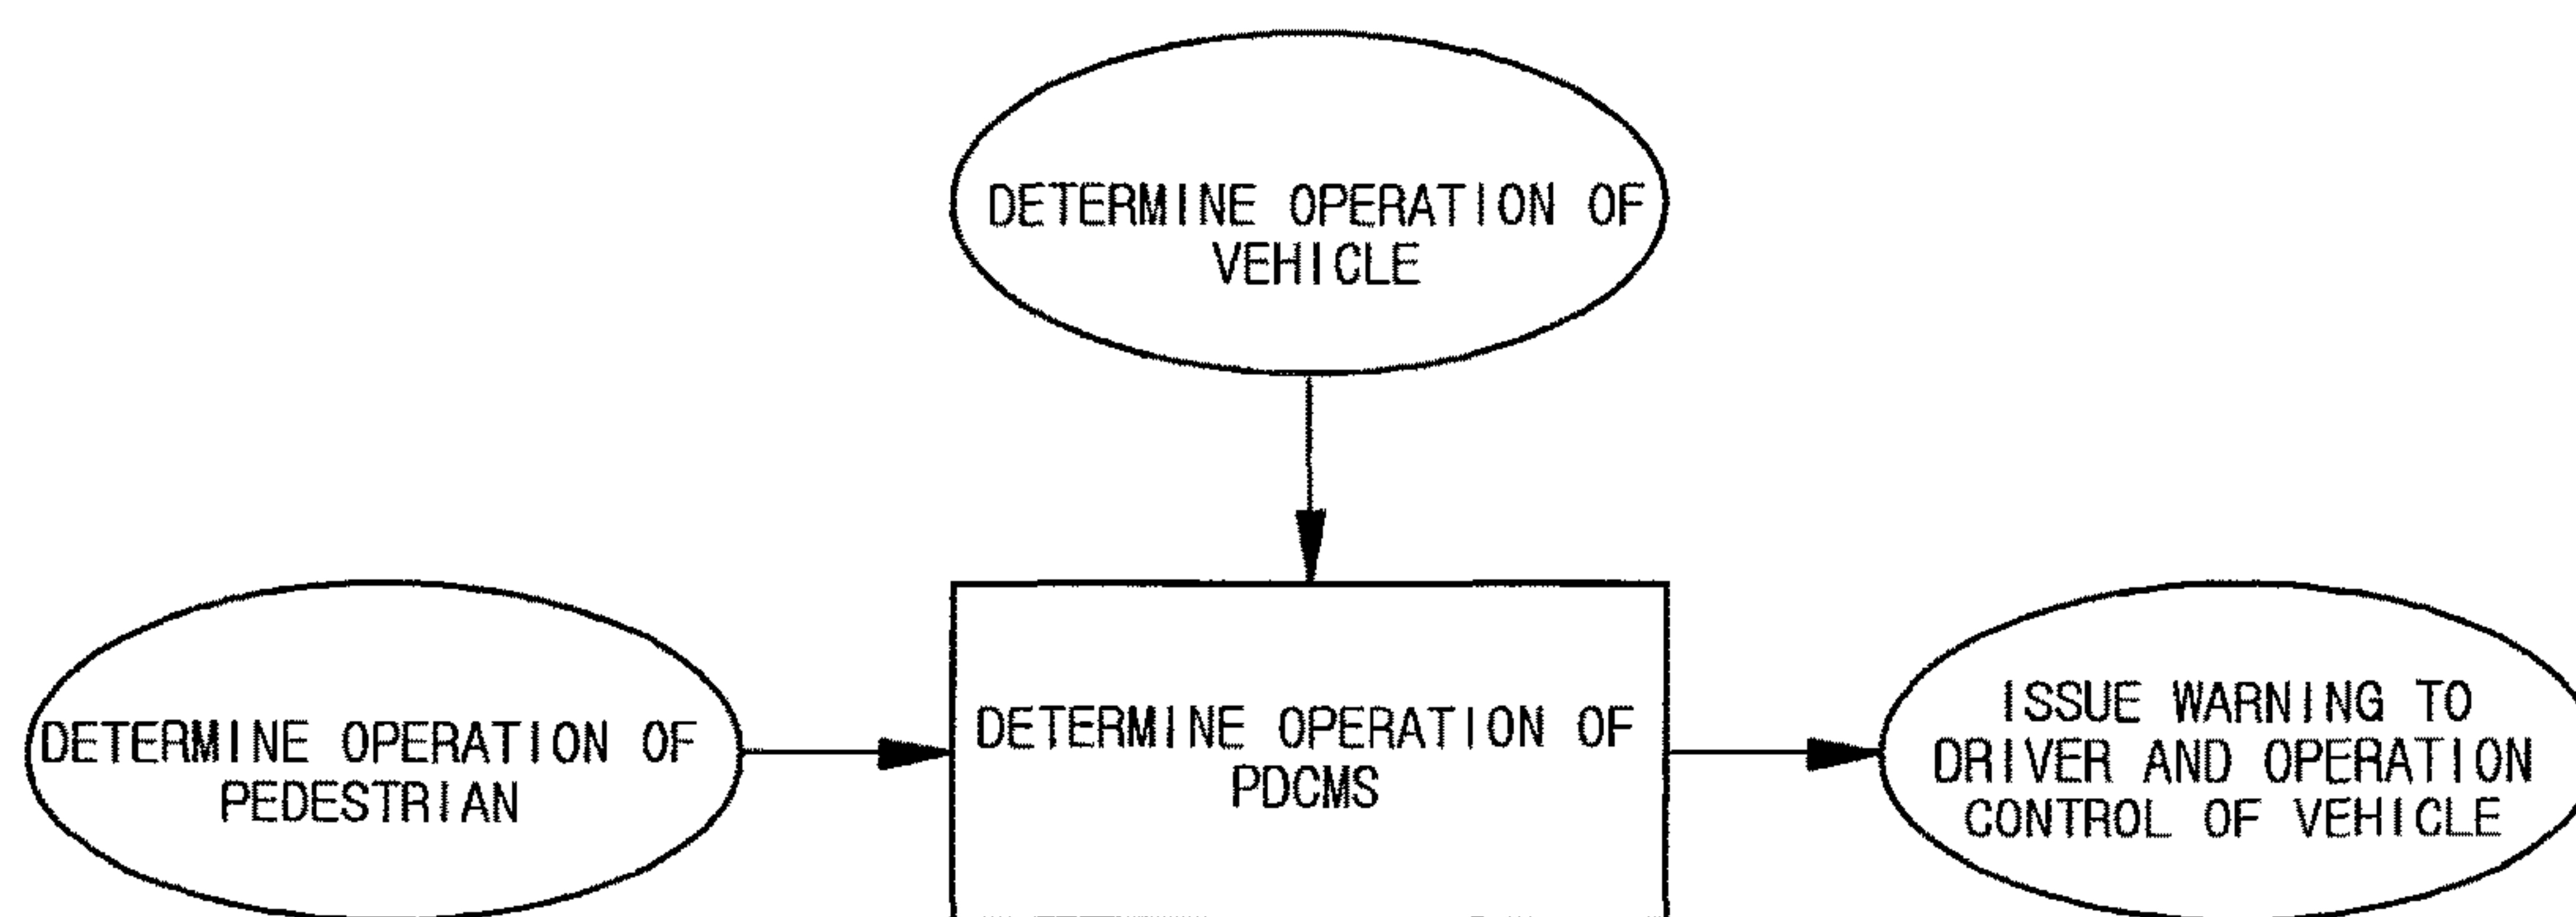 DETERMINE OPERATION OF
VEHICLE
DETERMINE OPERATION OF
PEDESTRIAN
DETERMINE OPERATION OF
PDCMS
ISSUE WARNING TO
DRIVER AND OPERATION
CONTROL OF VEHICLE